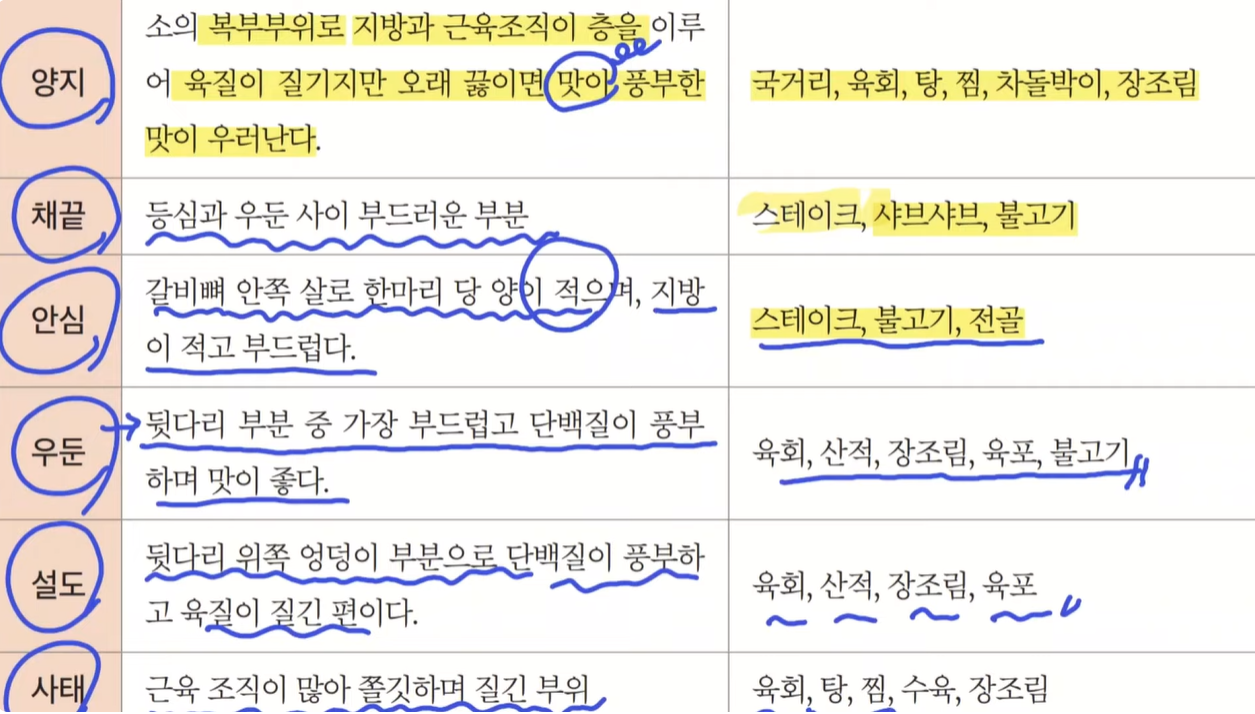 양지
소의 복부부위로 지방과 근육조직이 층을 이루
어 육질이 질기지만 오래 끓이면 맛이 풍부한
맛이 우러난다.
국거리, 육회, 탕, 찜, 차돌박이, 장조림
채끝
등심과 우둔 사이 부드러운 부분
스테이크, 샤브샤브, 불고기
안심
갈비뼈 안쪽 살로 한마리 당 양이 적으며, 지방
이 적고 부드럽다.
스테이크, 불고기, 전골
우둔
뒷다리 부분 중 가장 부드럽고 단백질이 풍부
하며 맛이 좋다.
육회, 산적, 장조림, 육포, 불고기
설도
뒷다리 위쪽 엉덩이 부분으로 단백질이 풍부하
고 육질이 질긴 편이다.
육회, 산적, 장조림, 육포
사태
근육 조직이 많아 쫄깃하며 질긴 부위
육회, 탕, 찜, 수육, 장조림